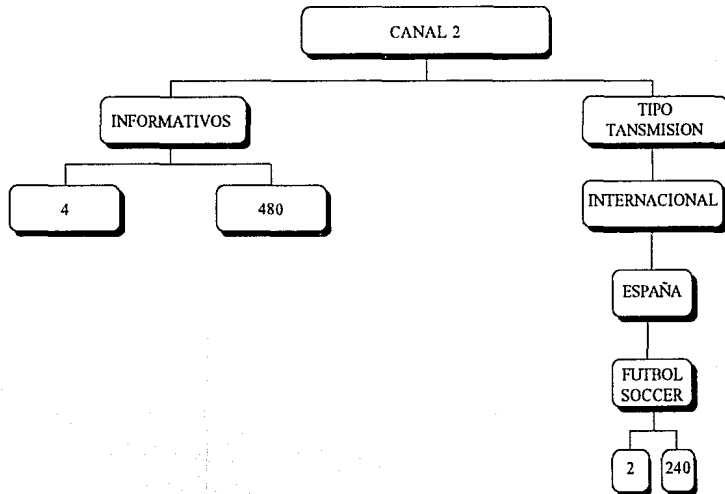 CANAL 2
INFORMATIVOS
TIPO
TANSMISION
4
480
INTERNACIONAL
ESPAÑA
FUTBOL
SOCCER
2
240